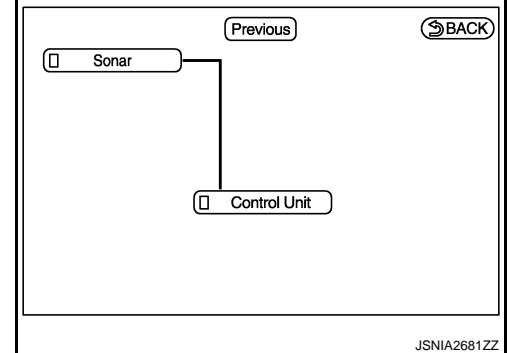 Previous
BACK
Sonar
Control Unit
JSNIA2681ZZ